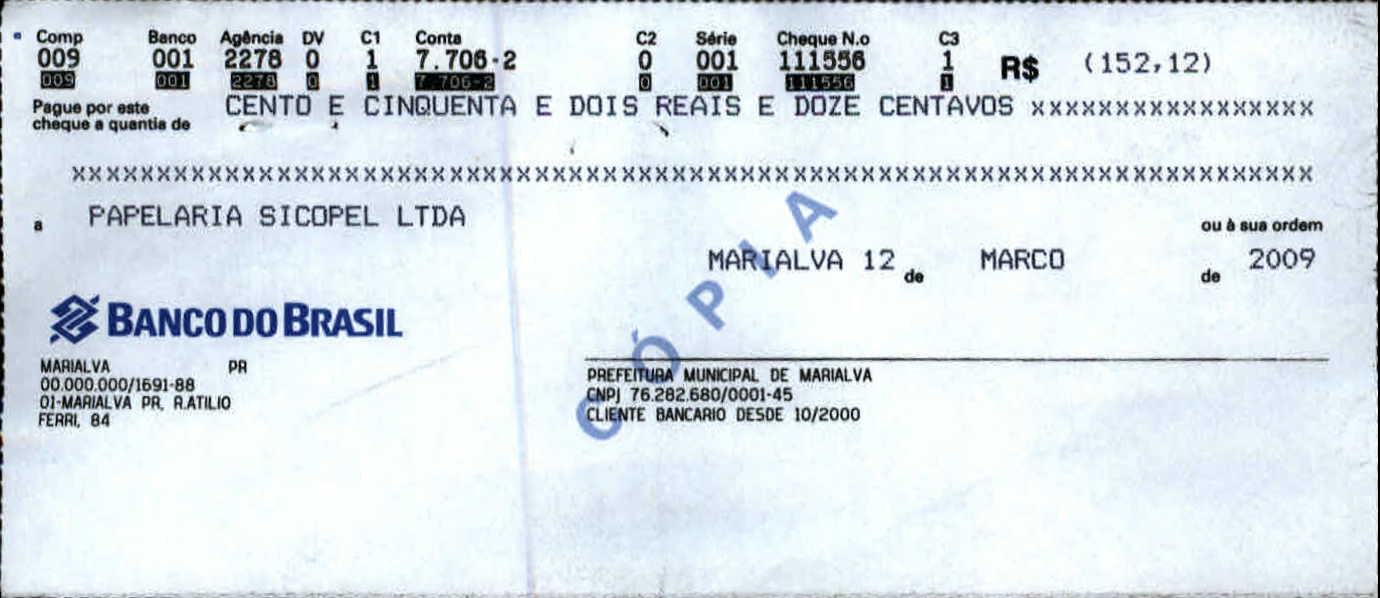 Comp Banco Agência DV C1 Conta C2 Série Cheque N.o C3
009 001 2278 0 1 7.706-2 0 001 111556 1 R$ (152,12)
009 001 2278 0 1 7.706-2 0 001 111556 1
Pague por este cheque a quantia de CENTO E CINQUENTA E DOIS REAIS E DOZE CENTAVOS xxxxxxxxxxxxxxxxx
xxxxxxxxxxxxxxxxxxxxxxxxxxxxxxxxxxxxxxxxxxxxxxxxxxxxxxxxxxxxxxxxxxxxxxxxx
a PAPELARIA SICOPEL LTDA ou à sua ordem
MARIALVA 12 de MARCO de 2009
CÓPIA
BANCO DO BRASIL
MARIALVA PR
00.000.000/1691-88
01-MARIALVA PR, R.ATILIO
FERRI, 84
PREFEITURA MUNICIPAL DE MARIALVA
CNPJ 76.282.680/0001-45
CLIENTE BANCARIO DESDE 10/2000